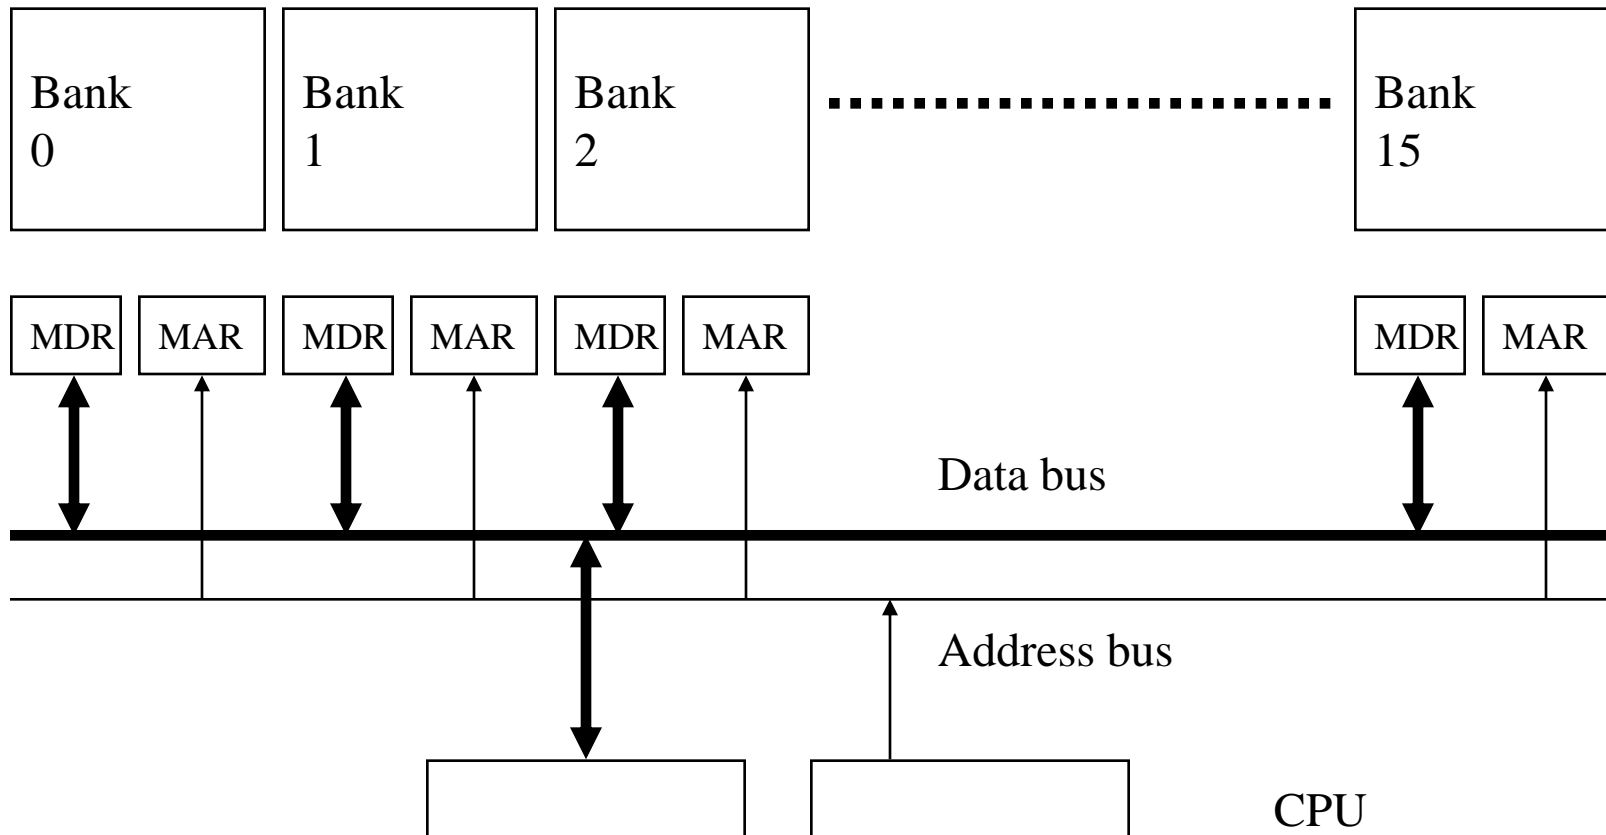 Bank
0
Bank
1
Bank
2
Bank
15
MDR
MAR
MDR
MAR
MDR
MAR
MDR
MAR
Data bus
Address bus
CPU